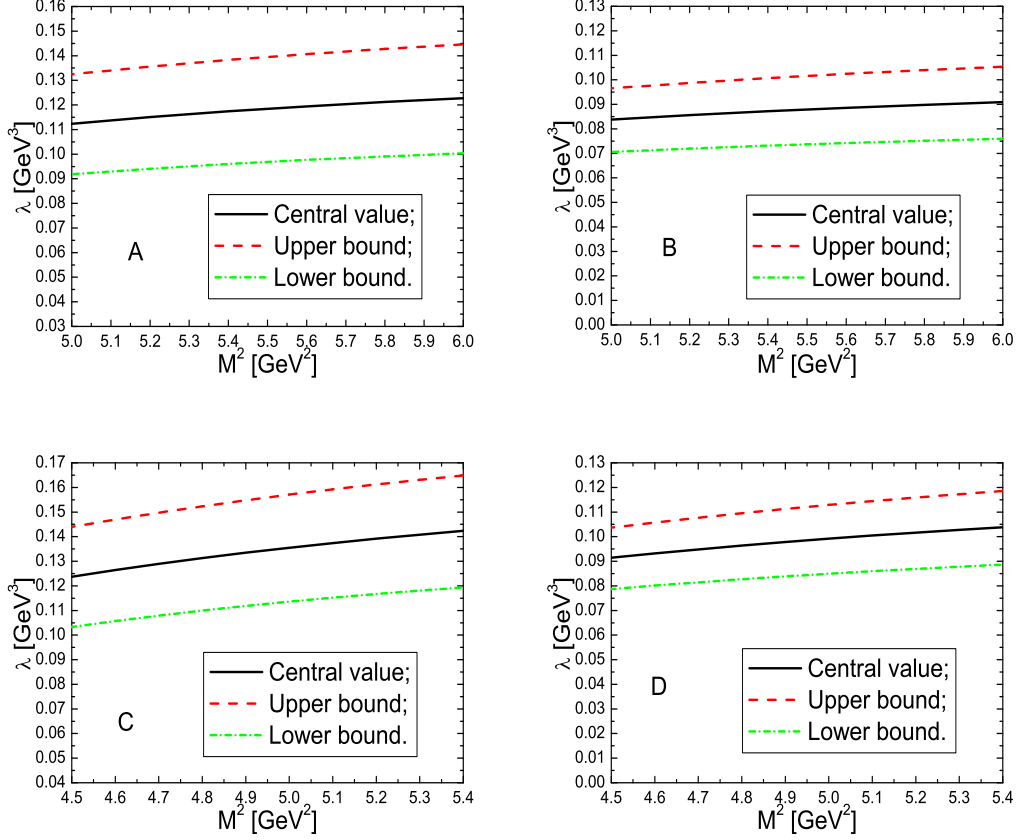 0.16
0.15
0.14
0.13
0.12
0.11
0.10
0.09
0.08
0.07
0.06
0.05
0.04
0.03
λ [GeV³]
Central value;
Upper bound;
Lower bound.
A
5.0 5.1 5.2 5.3 5.4 5.5 5.6 5.7 5.8 5.9 6.0
M² [GeV²]
0.13
0.12
0.11
0.10
0.09
0.08
0.07
0.06
0.05
0.04
0.03
0.02
0.01
0.00
λ [GeV³]
Central value;
Upper bound;
Lower bound.
B
5.0 5.1 5.2 5.3 5.4 5.5 5.6 5.7 5.8 5.9 6.0
M² [GeV²]
0.17
0.16
0.15
0.14
0.13
0.12
0.11
0.10
0.09
0.08
0.07
0.06
0.05
0.04
λ [GeV³]
Central value;
Upper bound;
Lower bound.
C
4.5 4.6 4.7 4.8 4.9 5.0 5.1 5.2 5.3 5.4
M² [GeV²]
0.13
0.12
0.11
0.10
0.09
0.08
0.07
0.06
0.05
0.04
0.03
0.02
0.01
0.00
λ [GeV³]
Central value;
Upper bound;
Lower bound.
D
4.5 4.6 4.7 4.8 4.9 5.0 5.1 5.2 5.3 5.4
M² [GeV²]